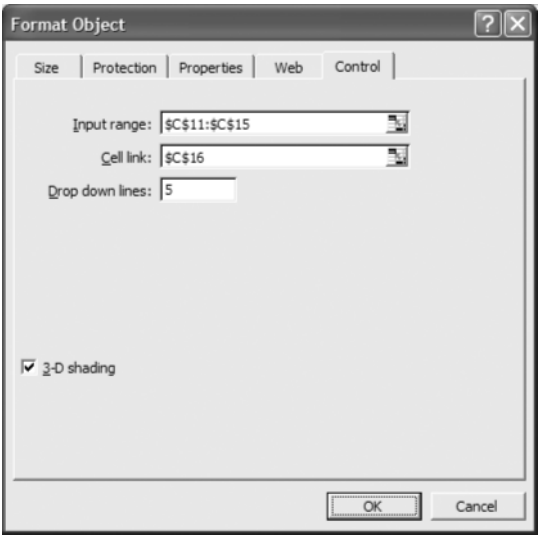 Format Object
?
Size Protection Properties Web Control
Input range: $C$11:$C$15
Cell link: $C$16
Drop down lines: 5
3-D shading
OK Cancel